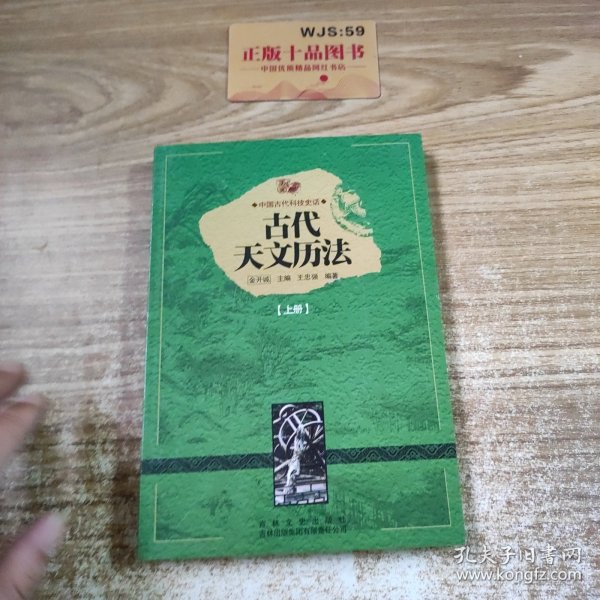 WJS:59
正版十品图书
中国优质精品网红书店
中国古代科技史话
古代
天文历法
金开诚 主编 王忠强 编著
【上册】
吉林文史出版社
吉林出版集团有限责任公司
孔夫子旧书网
www.kongfz.com